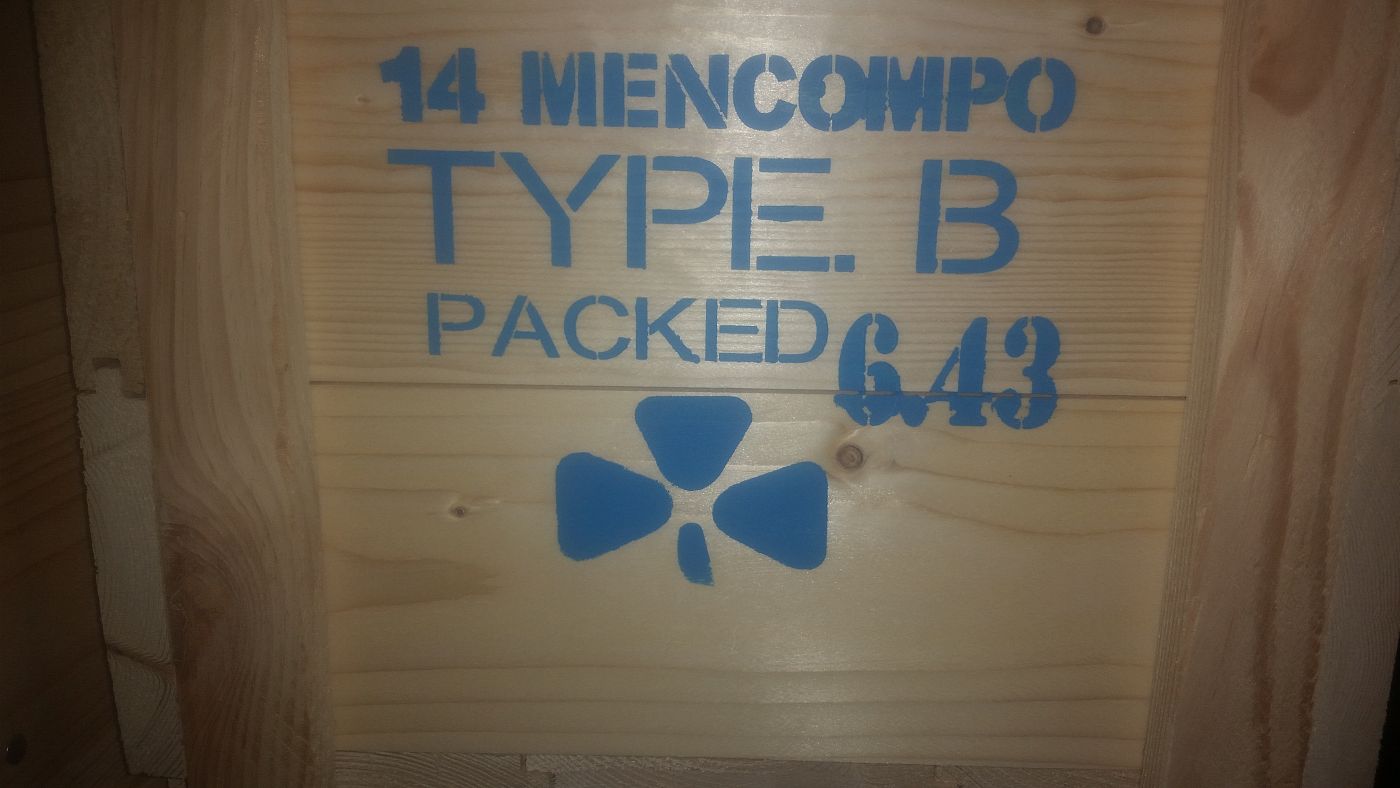 14 MENCOMPO
TYPE. B
PACKED 6.43